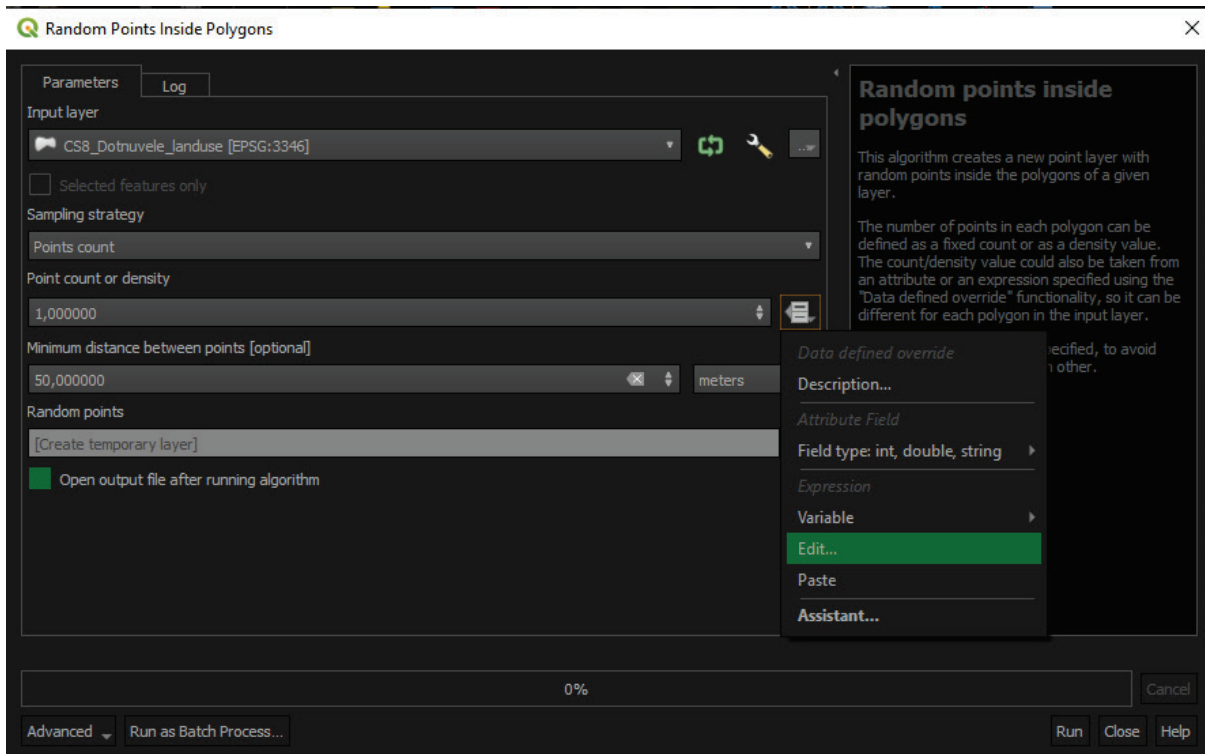 Random Points Inside Polygons
Parameters
Log
Input layer
CS8_Dotnuvele_landuse [EPSG:3346]
...
Selected features only
Sampling strategy
Points count
Point count or density
1,000000
Minimum distance between points [optional]
50,000000
meters
Random points
[Create temporary layer]
Open output file after running algorithm
Random points inside
polygons
This algorithm creates a new point layer with
random points inside the polygons of a given
layer.
The number of points in each polygon can be
defined as a fixed count or as a density value.
The count/density value could also be taken from
an attribute or an expression specified using the
"Data defined override" functionality, so it can be
different for each polygon in the input layer.
to avoid
other.
Data defined override
Description...
Attribute Field
Field type: int, double, string
Expression
Variable
Edit...
Paste
Assistant...
0%
Cancel
Advanced
Run as Batch Process...
Run
Close
Help